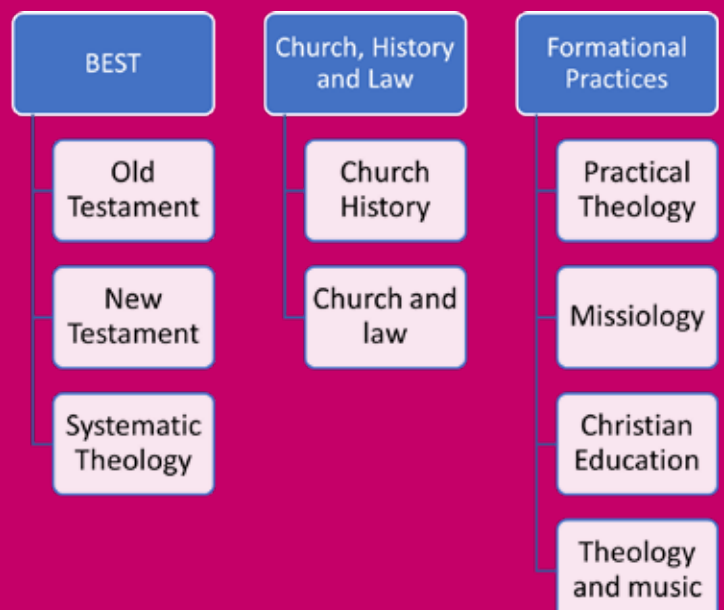 BEST
Old
Testament
New
Testament
Systematic
Theology
Church, History
and Law
Church
History
Church and
law
Formational
Practices
Practical
Theology
Missiology
Christian
Education
Theology
and music